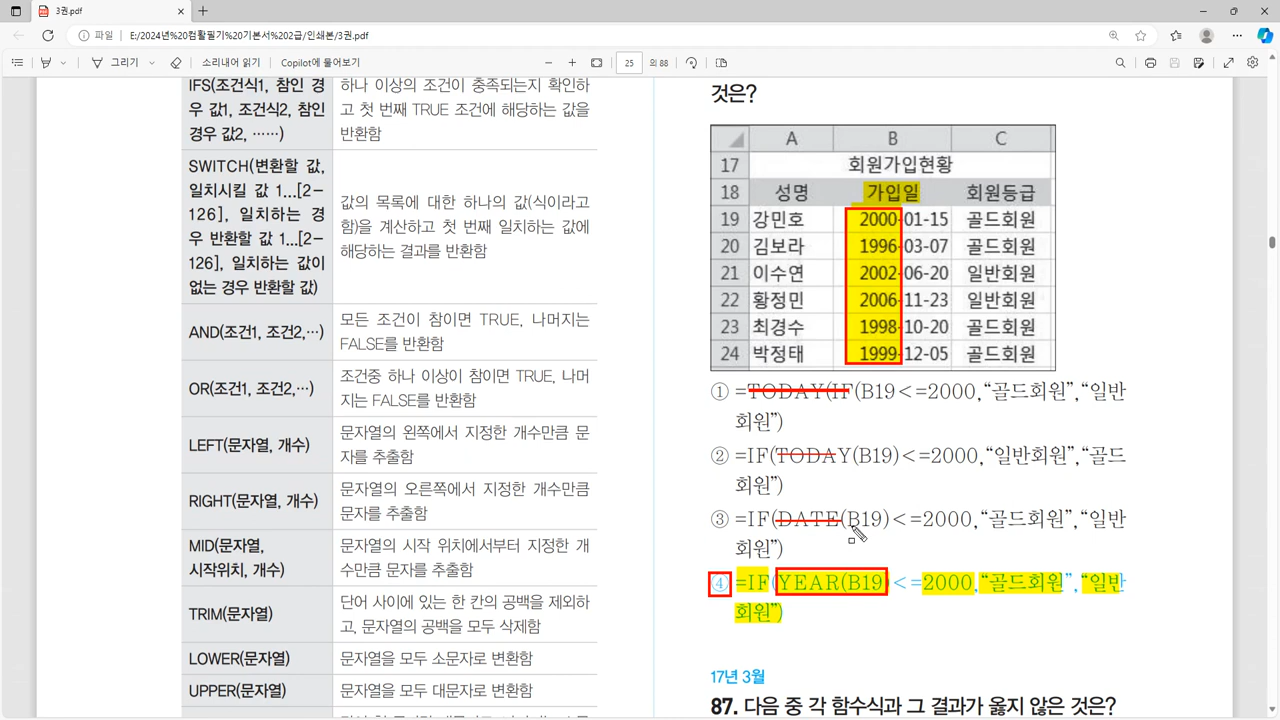 3권.pdf
파일 E:/2024년%20컴활필기%20기본서%202급/인쇄본/3권.pdf
그리기 소리내어 읽기 Copilot에 물어보기 25 의 88
IFS(조건식1, 참인 경
우 값1, 조건식2, 참인
경우 값2, ……)
하나 이상의 조건이 충족되는지 확인하
고 첫 번째 TRUE 조건에 해당하는 값을
반환함
SWITCH(변환할 값,
일치시킬 값 1...[2-
126], 일치하는 경
우 반환할 값 1...[2-
126], 일치하는 값이
없는 경우 반환할 값)
값의 목록에 대한 하나의 값(식이라고
함)을 계산하고 첫 번째 일치하는 값에
해당하는 결과를 반환함
AND(조건1, 조건2,…)
모든 조건이 참이면 TRUE, 나머지는
FALSE를 반환함
OR(조건1, 조건2,…)
조건중 하나 이상이 참이면 TRUE, 나머
지는 FALSE를 반환함
LEFT(문자열, 개수)
문자열의 왼쪽에서 지정한 개수만큼 문
자를 추출함
RIGHT(문자열, 개수)
문자열의 오른쪽에서 지정한 개수만큼
문자를 추출함
MID(문자열,
시작위치, 개수)
문자열의 시작 위치에서부터 지정한 개
수만큼 문자를 추출함
TRIM(문자열)
단어 사이에 있는 한 칸의 공백을 제외하
고, 문자열의 공백을 모두 삭제함
LOWER(문자열)
문자열을 모두 소문자로 변환함
UPPER(문자열)
문자열을 모두 대문자로 변환함
것은?
A B C
17 회원가입현황
18 성명 가입일 회원등급
19 강민호 2000-01-15 골드회원
20 김보라 1996-03-07 골드회원
21 이수연 2002-06-20 일반회원
22 황정민 2006-11-23 일반회원
23 최경수 1998-10-20 골드회원
24 박정태 1999-12-05 골드회원
① =TODAY(IF(B19<=2000,“골드회원”,“일반
회원”)
② =IF(TODAY(B19)<=2000,“일반회원”,“골드
회원”)
③ =IF(DATE(B19)<=2000,“골드회원”,“일반
회원”)
④ =IF(YEAR(B19)<=2000,“골드회원”,“일반
회원”)
17년 3월
87. 다음 중 각 함수식과 그 결과가 옳지 않은 것은?